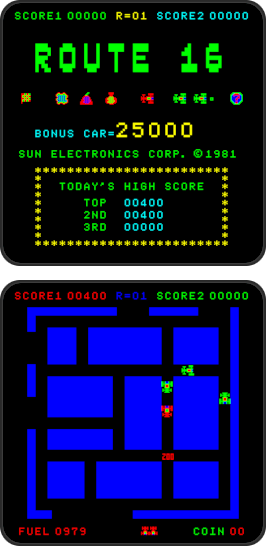 SCORE1 00000 R=01 SCORE2 00000
ROUTE 16
BONUS CAR=25000
SUN ELECTRONICS CORP. ©1981
TODAY'S HIGH SCORE
TOP 00400
2ND 00400
3RD 00000
SCORE1 00400 R=01 SCORE2 00000
FUEL 0979 COIN 00